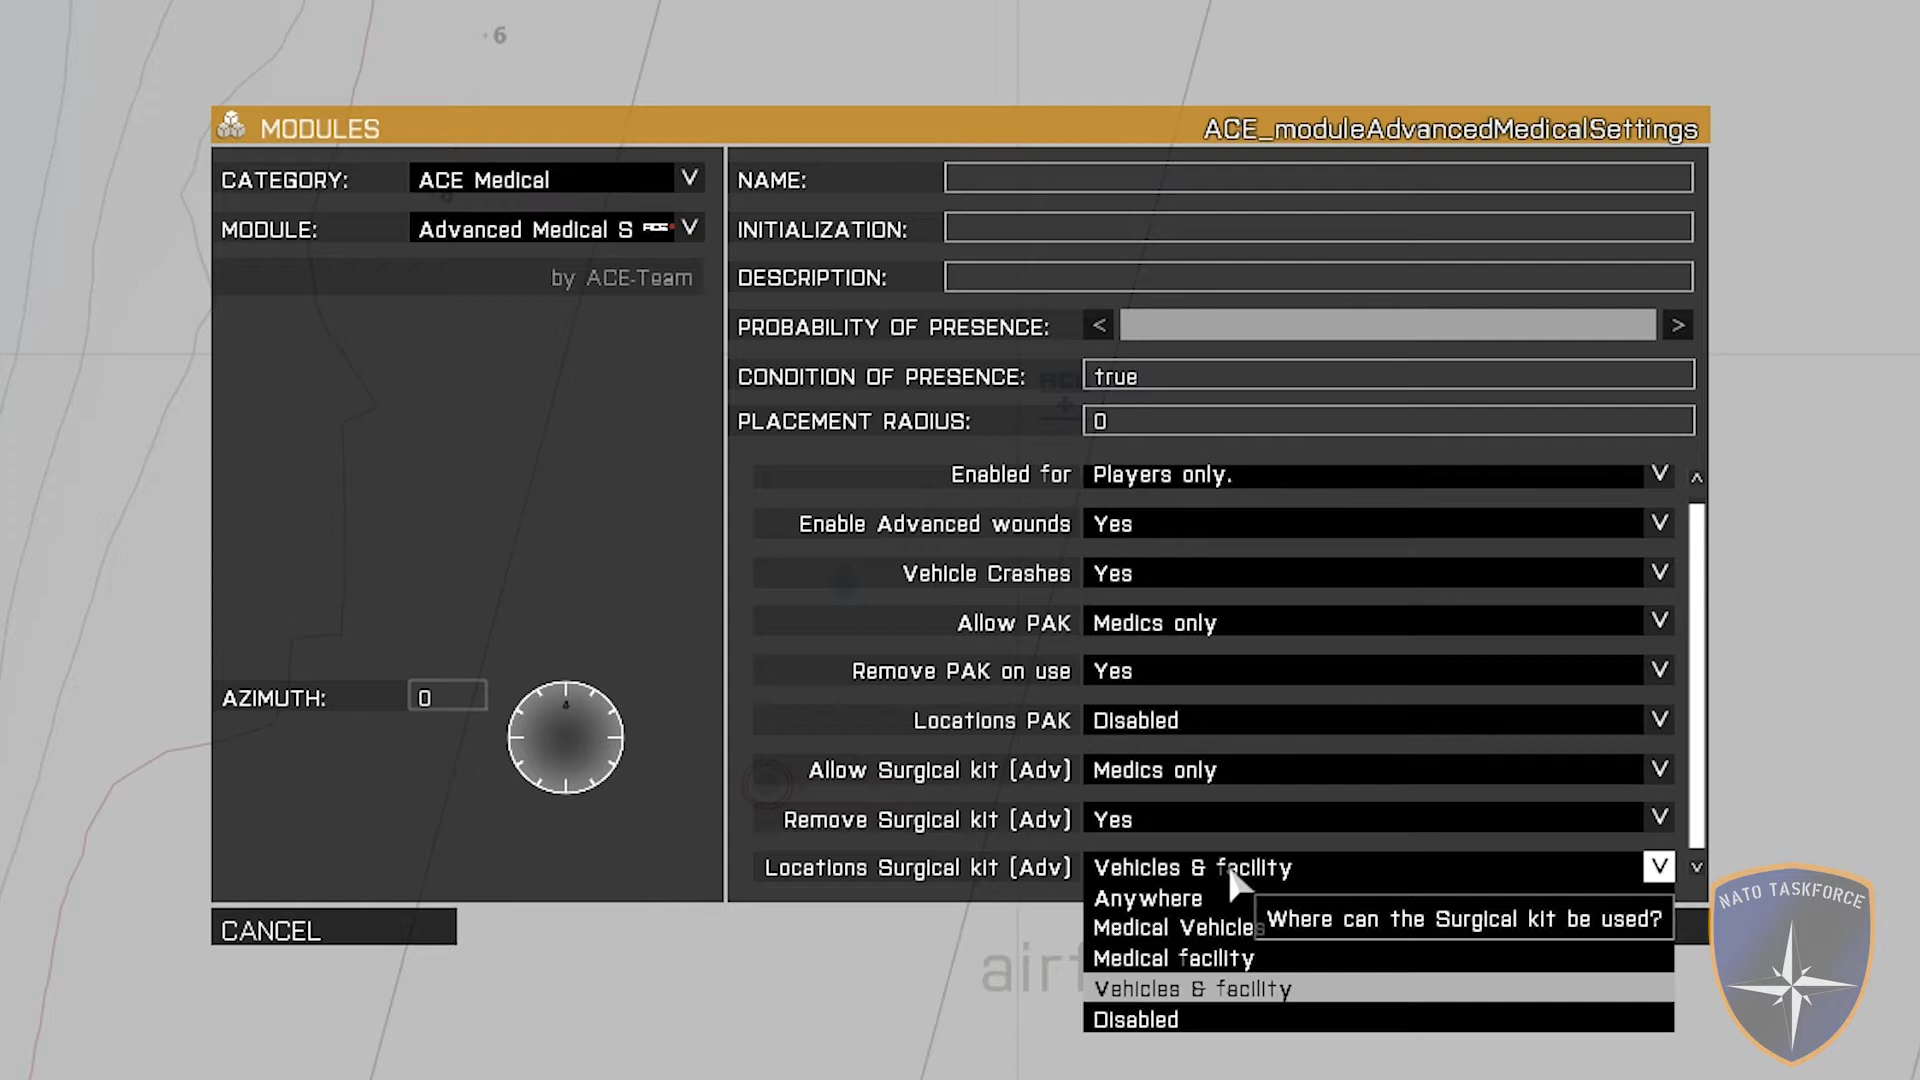 6
MODULES
ACE_moduleAdvancedMedicalSettings
CATEGORY:
ACE Medical
V
MODULE:
Advanced Medical S
ACE
V
by ACE-Team
AZIMUTH:
0
NAME:
INITIALIZATION:
DESCRIPTION:
PROBABILITY OF PRESENCE:
<
>
CONDITION OF PRESENCE:
true
PLACEMENT RADIUS:
0
Enabled for
Players only.
V
Enable Advanced wounds
Yes
V
Vehicle Crashes
Yes
V
Allow PAK
Medics only
V
Remove PAK on use
Yes
V
Locations PAK
Disabled
V
Allow Surgical kit (Adv)
Medics only
V
Remove Surgical kit (Adv)
Yes
V
Locations Surgical kit (Adv)
Vehicles & facility
V
Anywhere
Medical Vehicles
Where can the Surgical kit be used?
Medical facility
Vehicles & facility
Disabled
CANCEL
NATO TASKFORCE